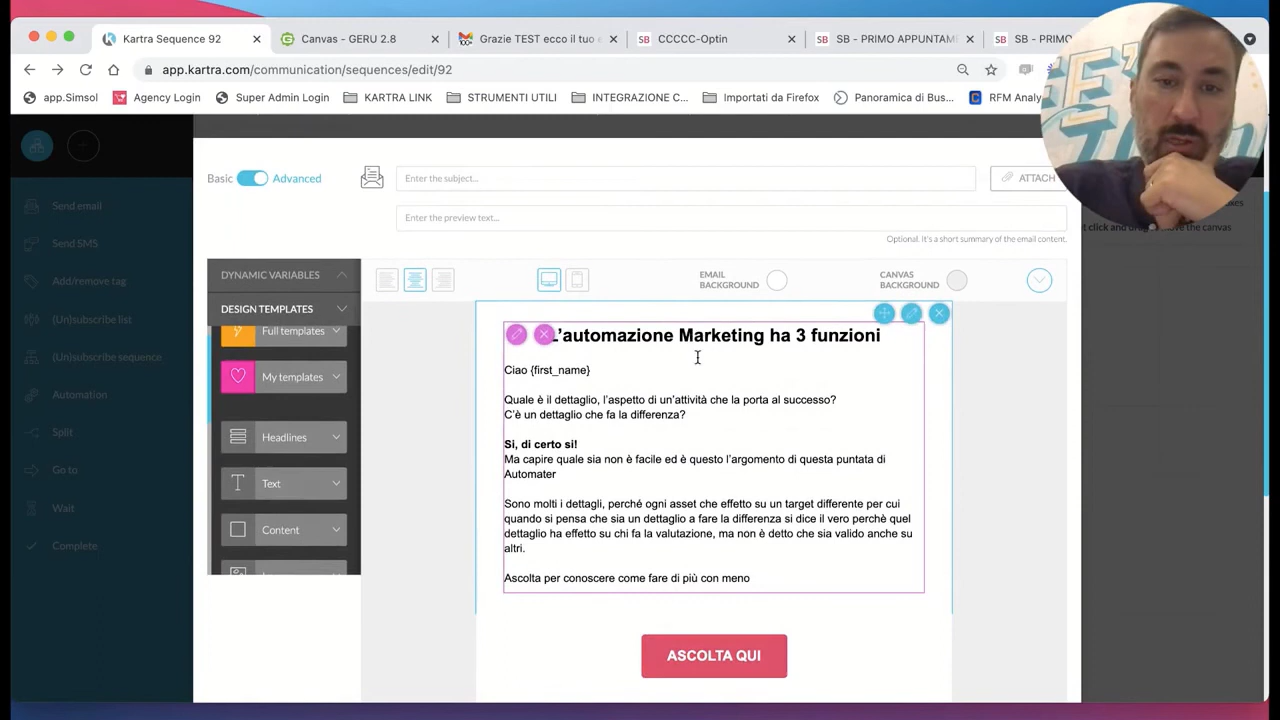 Kartra Sequence 92
Canvas - GERU 2.8
Grazie TEST ecco il tuo
CCCCC-Optin
SB - PRIMO APPUNTAM
SB - PRIMO
app.kartra.com/communication/sequences/edit/92
app.Simsol
Agency Login
Super Admin Login
KARTRA LINK
STRUMENTI UTILI
INTEGRAZIONE C...
Importati da Firefox
Panoramica di Bus...
RFM Analy
Basic
Advanced
Enter the subject...
ATTACH
Enter the preview text...
Optional. It's a short summary of the email content.
Send email
Send SMS
Add/remove tag
(Un)subscribe list
(Un)subscribe sequence
Automation
Split
Go to
Wait
Complete
DYNAMIC VARIABLES
DESIGN TEMPLATES
Full templates
My templates
Headlines
Text
Content
EMAIL
BACKGROUND
CANVAS
BACKGROUND
L'automazione Marketing ha 3 funzioni
Ciao {first_name}
Quale è il dettaglio, l'aspetto di un'attività che la porta al successo?
C'è un dettaglio che fa la differenza?
Si, di certo si!
Ma capire quale sia non è facile ed è questo l'argomento di questa puntata di
Automater
Sono molti i dettagli, perché ogni asset che effetto su un target differente per cui
quando si pensa che sia un dettaglio a fare la differenza si dice il vero perchè quel
dettaglio ha effetto su chi fa la valutazione, ma non è detto che sia valido anche su
altri.
Ascolta per conoscere come fare di più con meno
ASCOLTA QUI